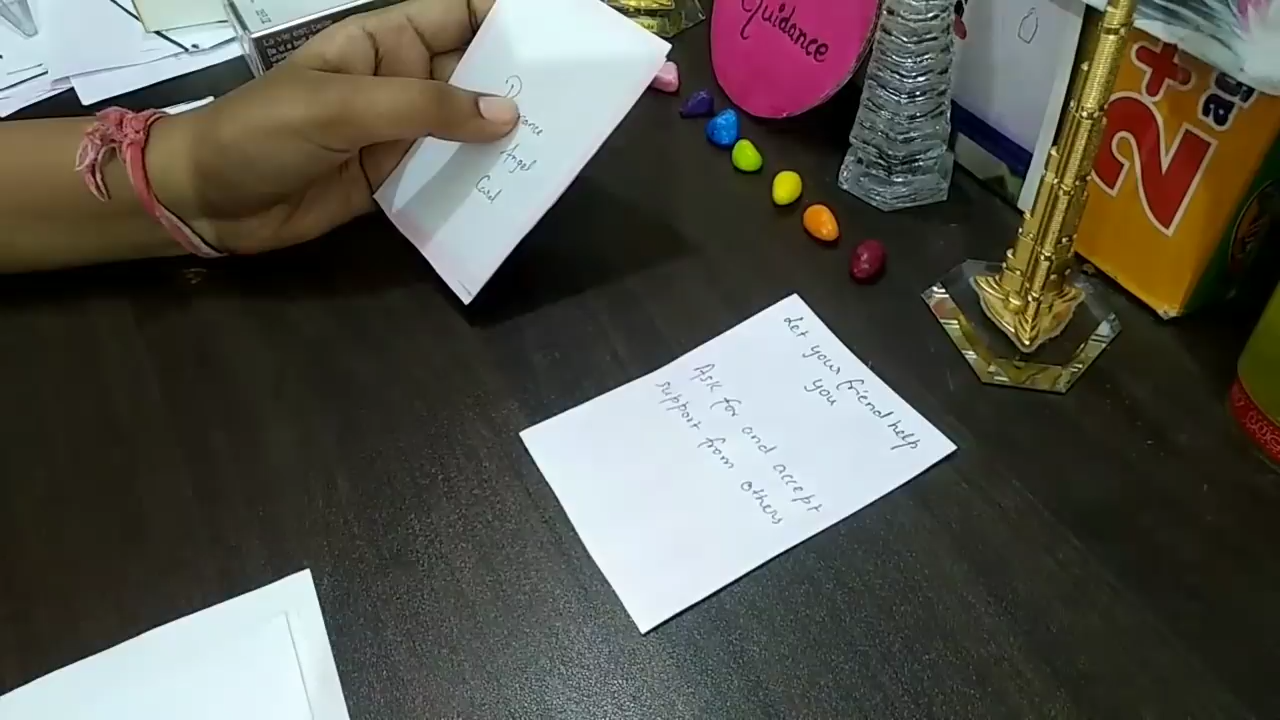 Guidance
Angel
Card
Let your friend help
you
Ask for and accept
support from others
+2